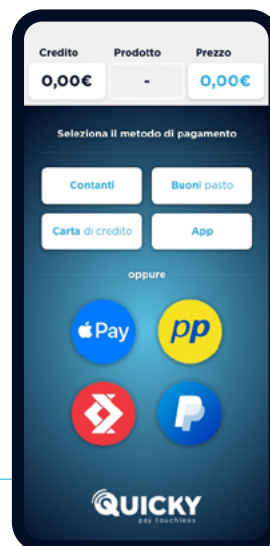 Credito Prodotto Prezzo
0,00€ - 0,00€
Seleziona il metodo di pagamento
Contanti Buoni pasto
Carta di credito App
oppure
Pay pp
P
QUICKY
pay touchless